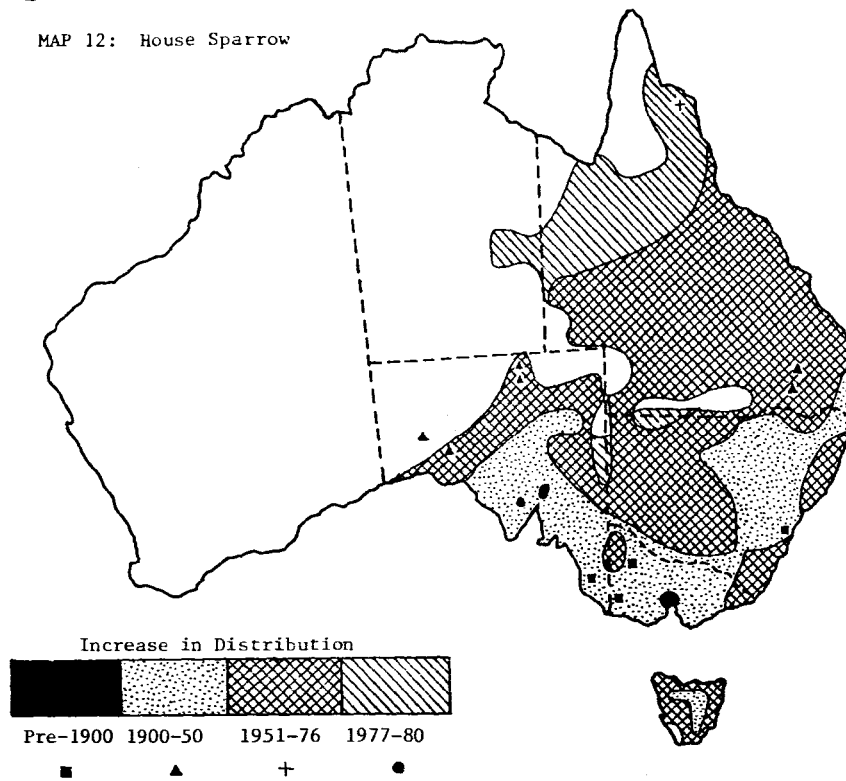 MAP 12: House Sparrow
Increase in Distribution
Pre-1900 1900-50 1951-76 1977-80